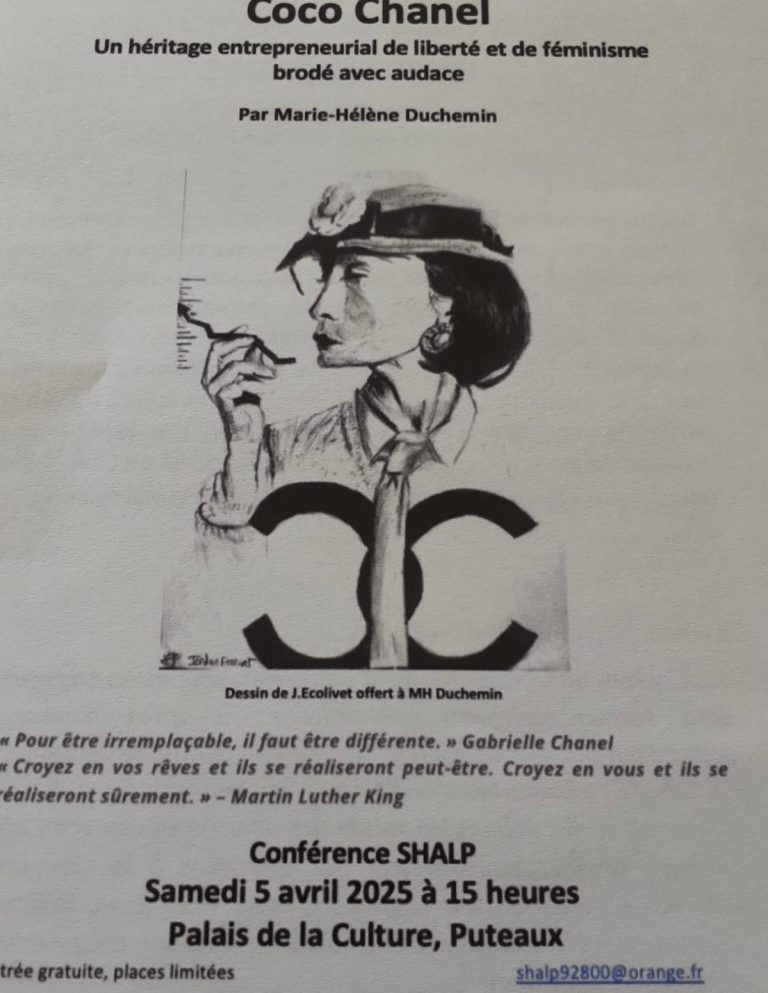 Coco Chanel
Un héritage entrepreneurial de liberté et de féminisme
brodé avec audace
Par Marie-Hélène Duchemin
Dessin de J.Ecolivet offert à MH Duchemin
« Pour être irremplaçable, il faut être différente. » Gabrielle Chanel
« Croyez en vos rêves et ils se réaliseront peut-être. Croyez en vous et ils se
réaliseront sûrement. » – Martin Luther King
Conférence SHALP
Samedi 5 avril 2025 à 15 heures
Palais de la Culture, Puteaux
trée gratuite, places limitées
shalp92800@orange.fr